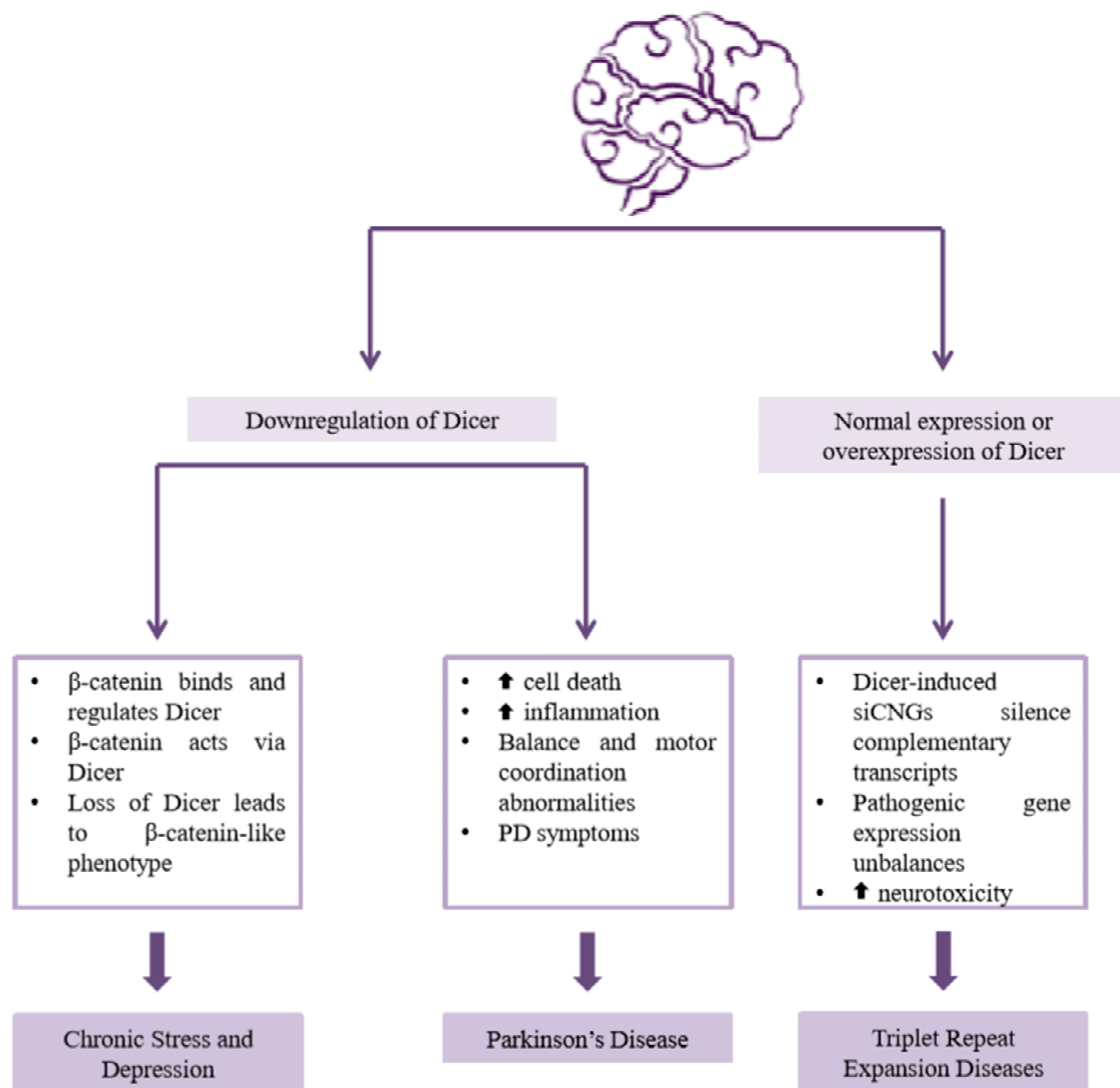 Downregulation of Dicer
Normal expression or
overexpression of Dicer
• β-catenin binds and
regulates Dicer
• β-catenin acts via
Dicer
• Loss of Dicer leads
to β-catenin-like
phenotype
• ⬆ cell death
• ⬆ inflammation
• Balance and motor
coordination
abnormalities
• PD symptoms
• Dicer-induced
siCNGs silence
complementary
transcripts
• Pathogenic gene
expression
unbalances
• ⬆ neurotoxicity
Chronic Stress and
Depression
Parkinson’s Disease
Triplet Repeat
Expansion Diseases